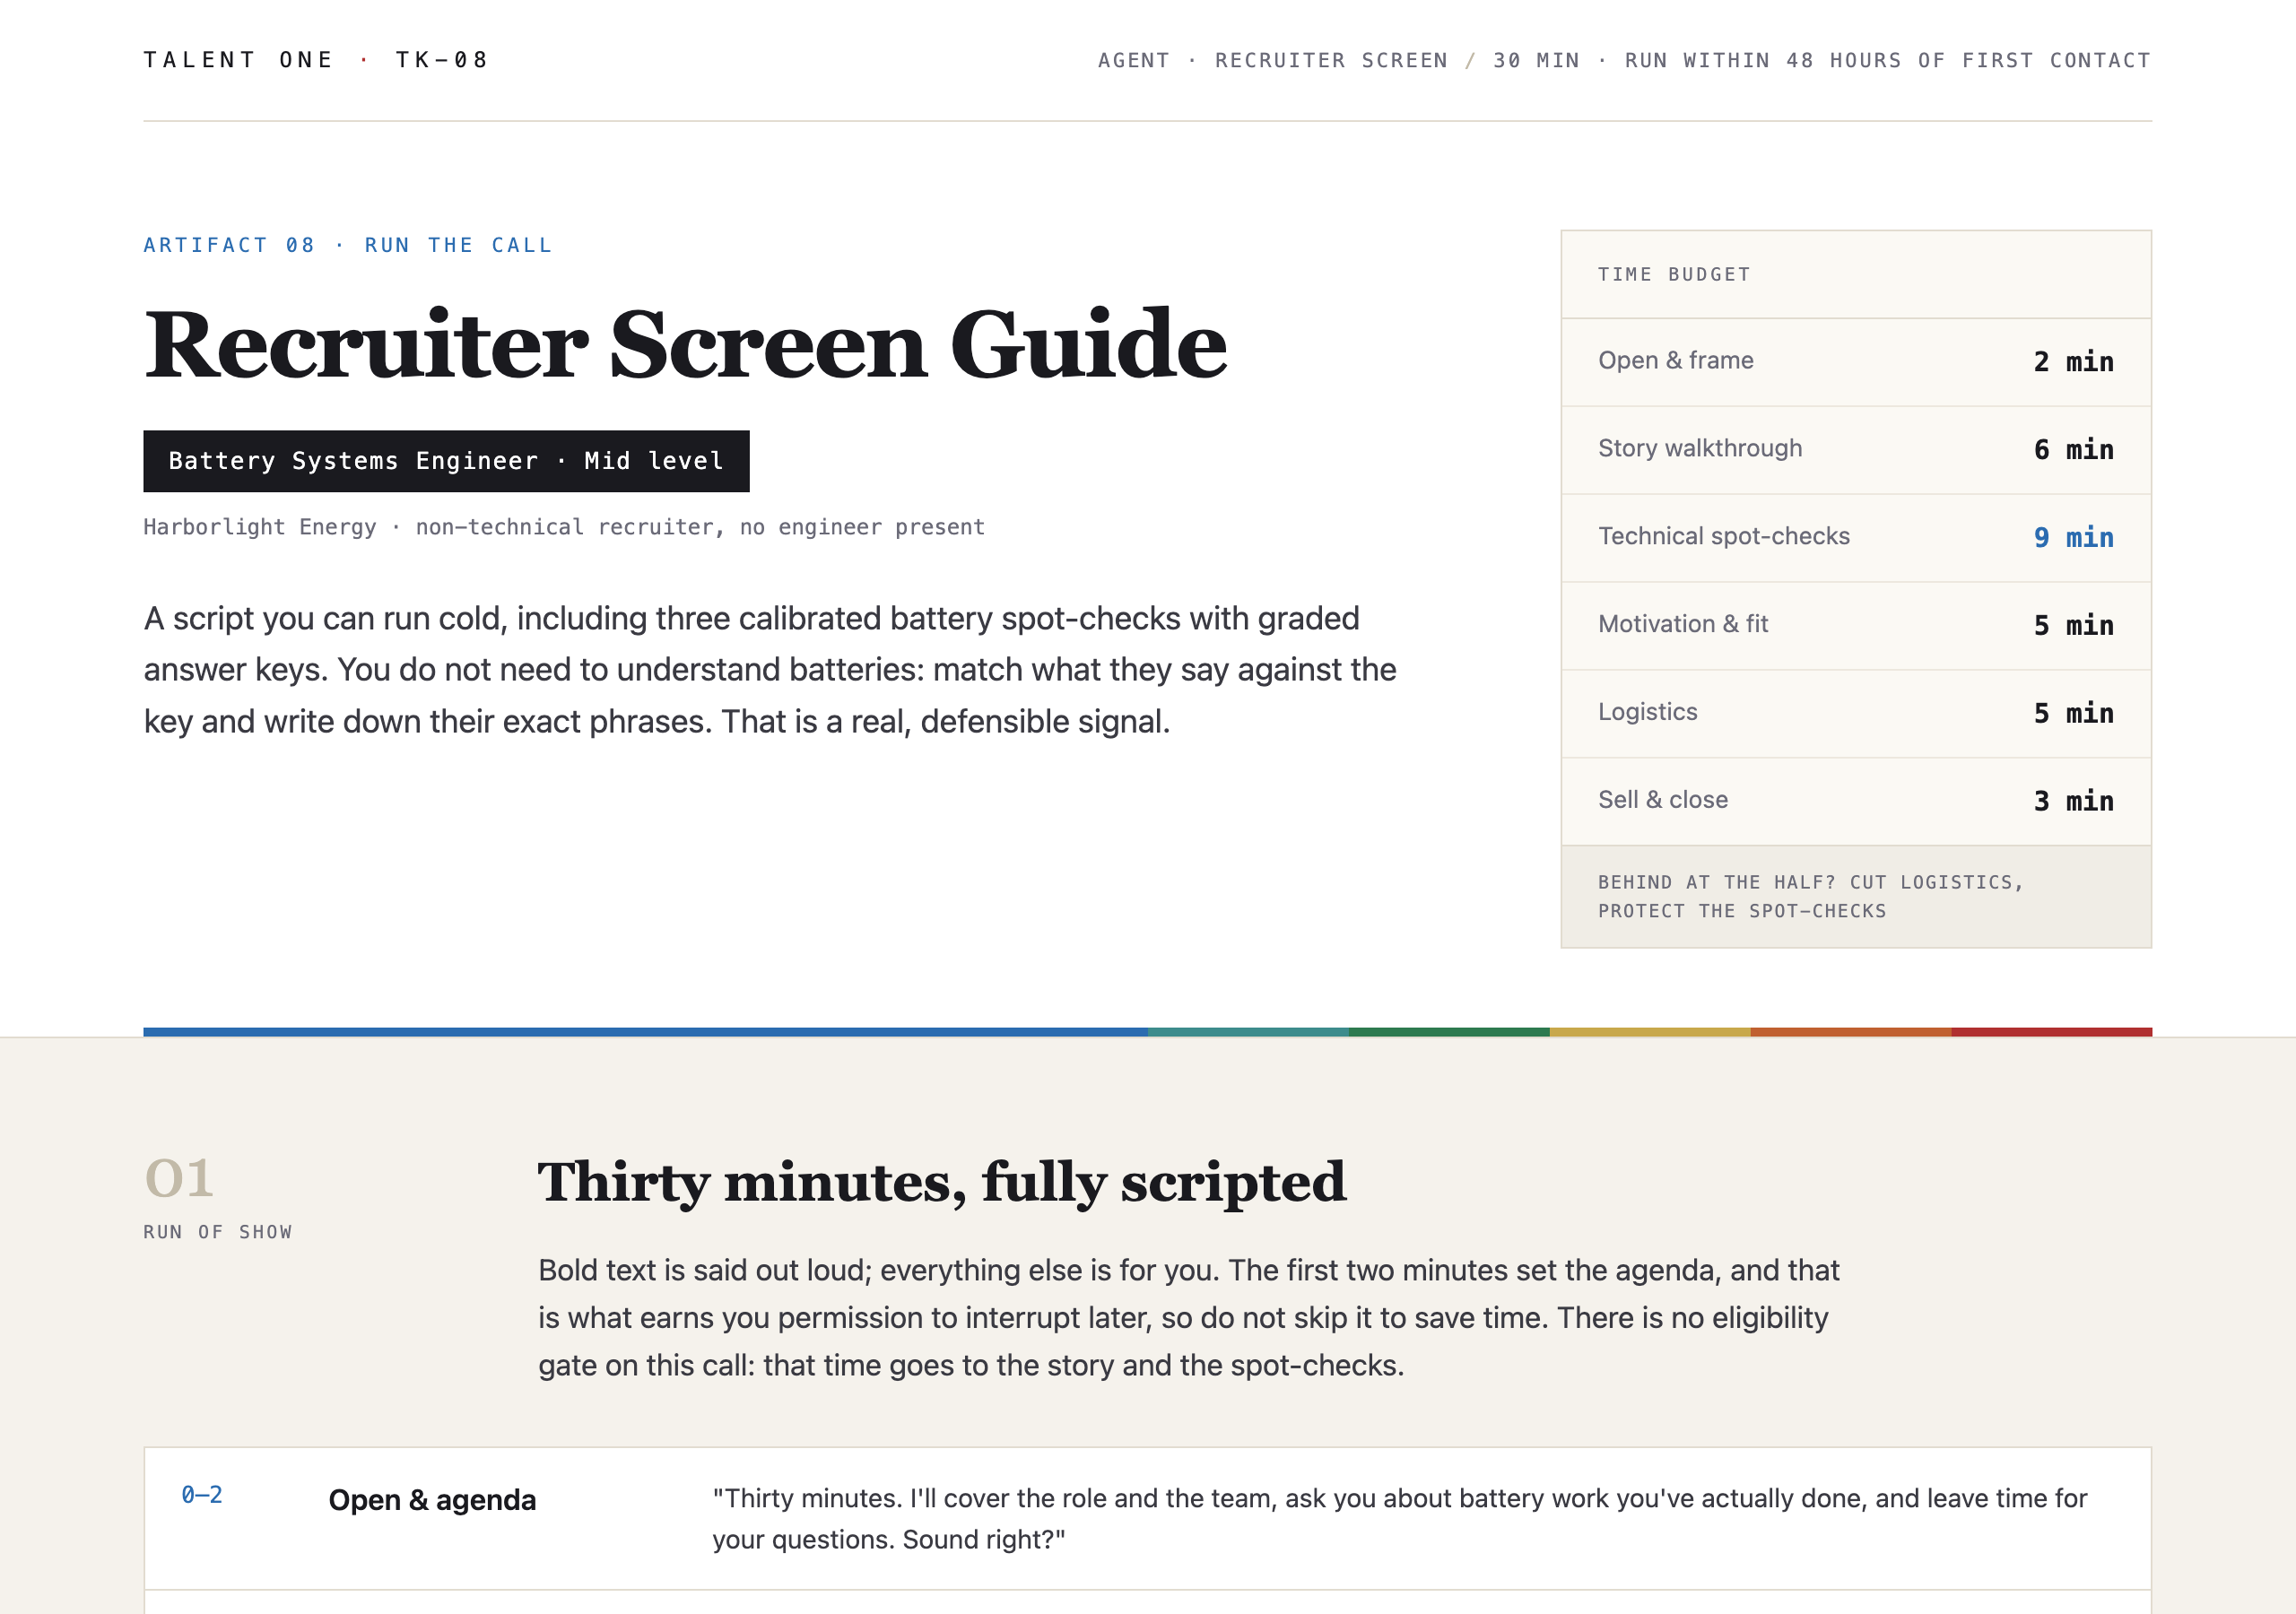 TALENT ONE · TK-08
AGENT · RECRUITER SCREEN / 30 MIN · RUN WITHIN 48 HOURS OF FIRST CONTACT
ARTIFACT 08 · RUN THE CALL
Recruiter Screen Guide
Battery Systems Engineer · Mid level
Harborlight Energy · non-technical recruiter, no engineer present
A script you can run cold, including three calibrated battery spot-checks with graded
answer keys. You do not need to understand batteries: match what they say against the
key and write down their exact phrases. That is a real, defensible signal.
TIME BUDGET
Open & frame 2 min
Story walkthrough 6 min
Technical spot-checks 9 min
Motivation & fit 5 min
Logistics 5 min
Sell & close 3 min
BEHIND AT THE HALF? CUT LOGISTICS,
PROTECT THE SPOT-CHECKS
01
RUN OF SHOW
Thirty minutes, fully scripted
Bold text is said out loud; everything else is for you. The first two minutes set the agenda, and that
is what earns you permission to interrupt later, so do not skip it to save time. There is no eligibility
gate on this call: that time goes to the story and the spot-checks.
0–2
Open & agenda
"Thirty minutes. I'll cover the role and the team, ask you about battery work you've actually done, and leave time for
your questions. Sound right?"